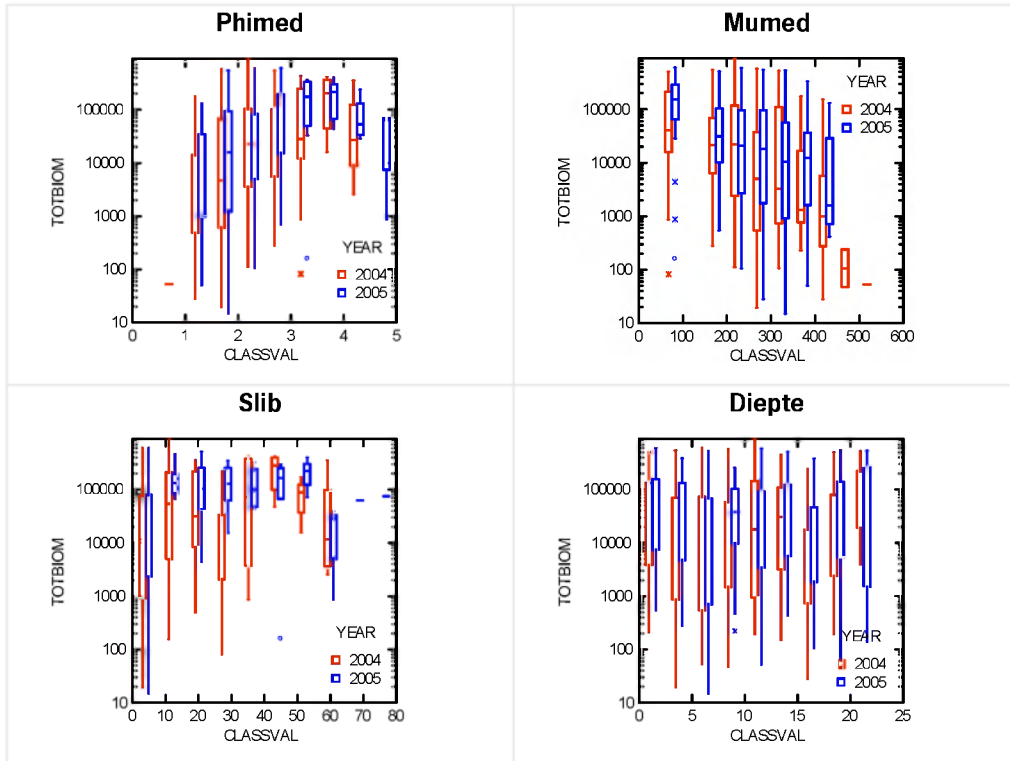 Phimed
TOTBIOM
100000
10000
1000
100
10
YEAR
2004
2005
0 1 2 3 4 5
CLASSVAL
Mumed
TOTBIOM
100000
10000
1000
100
10
YEAR
2004
2005
0 100 200 300 400 500 600
CLASSVAL
Slib
TOTBIOM
100000
10000
1000
100
10
YEAR
2004
2005
0 10 20 30 40 50 60 70 80
CLASSVAL
Diepte
TOTBIOM
100000
10000
1000
100
10
YEAR
2004
2005
0 5 10 15 20 25
CLASSVAL